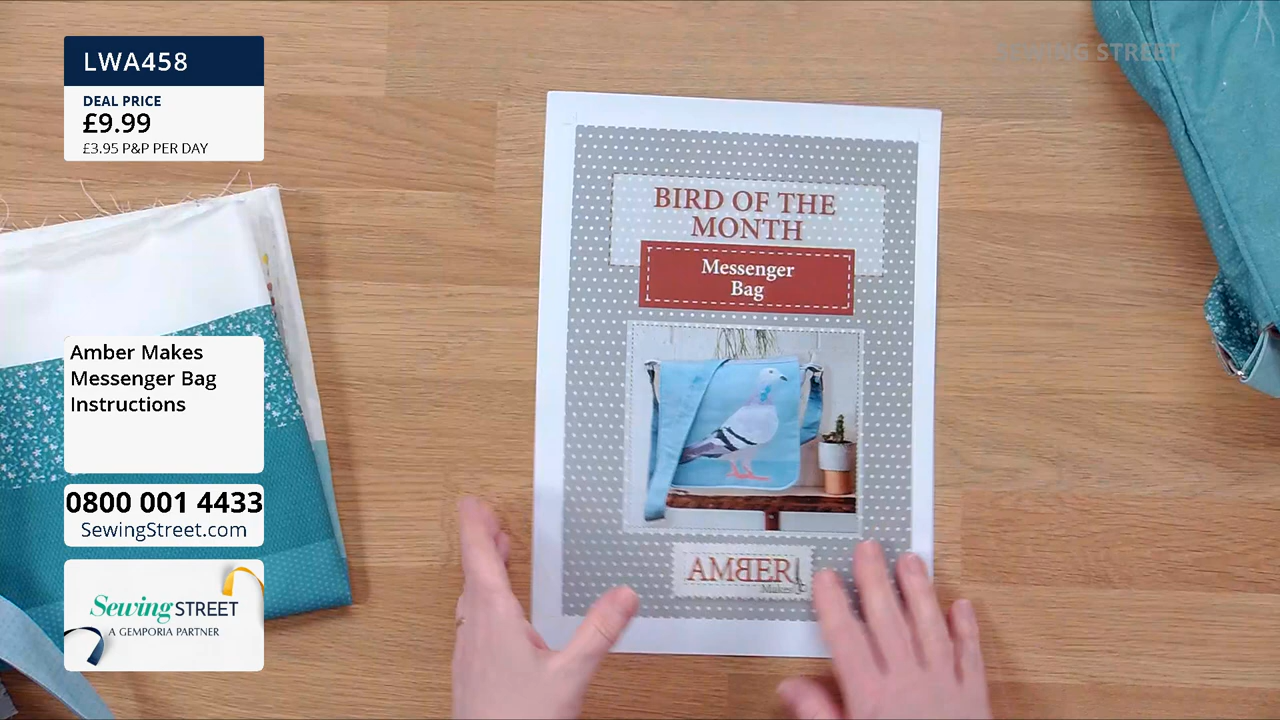 LWA458
DEAL PRICE
£9.99
£3.95 P&P PER DAY
Amber Makes
Messenger Bag
Instructions
0800 001 4433
SewingStreet.com
Sewing STREET
A GEMPORIA PARTNER
SEWING STREET
BIRD OF THE
MONTH
Messenger
Bag
AMBER
Makes